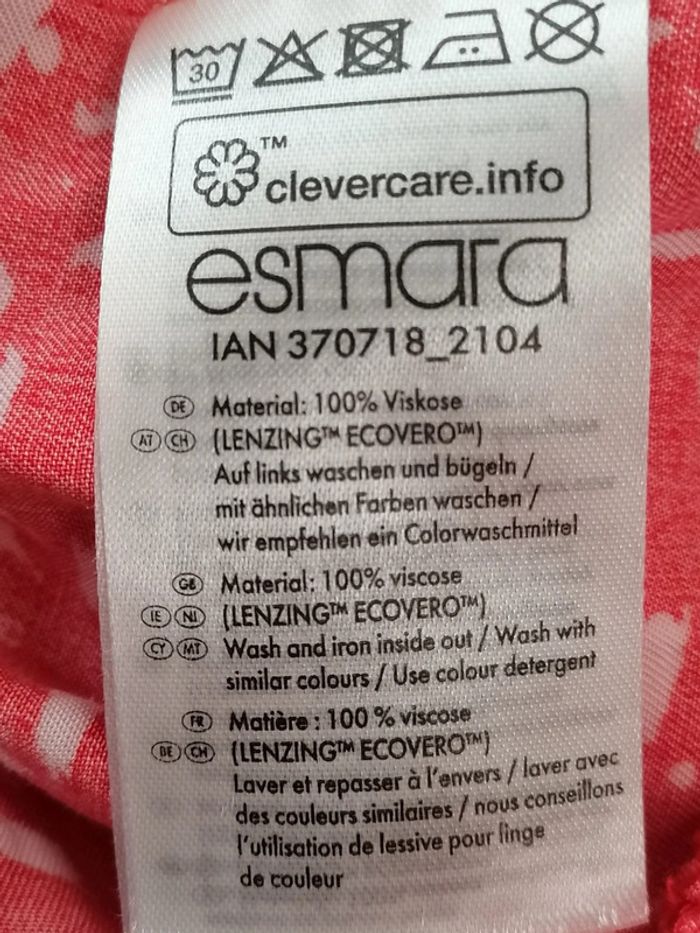 30
™
clevercare.info
esmara
IAN 370718_2104
DE Material: 100% Viskose
AT CH (LENZING™ ECOVERO™)
Auf links waschen und bügeln /
mit ähnlichen Farben waschen /
wir empfehlen ein Colorwaschmittel
GB Material: 100% viscose
IE NI (LENZING™ ECOVERO™)
CY MT Wash and iron inside out / Wash with
similar colours / Use colour detergent
FR Matière : 100 % viscose
BE CH (LENZING™ ECOVERO™)
Laver et repasser à l'envers / laver avec
des couleurs similaires / nous conseillons
l'utilisation de lessive pour linge
de couleur